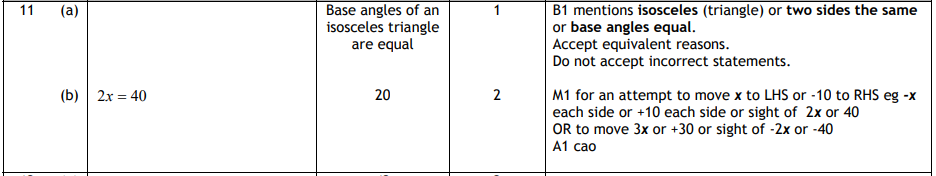 11 (a) Base angles of an 1 B1 mentions isosceles (triangle) or two sides the same
isosceles triangle or base angles equal.
are equal Accept equivalent reasons.
Do not accept incorrect statements.
(b) 2x = 40 20 2 M1 for an attempt to move x to LHS or -10 to RHS eg -x
each side or +10 each side or sight of 2x or 40
OR to move 3x or +30 or sight of -2x or -40
A1 cao